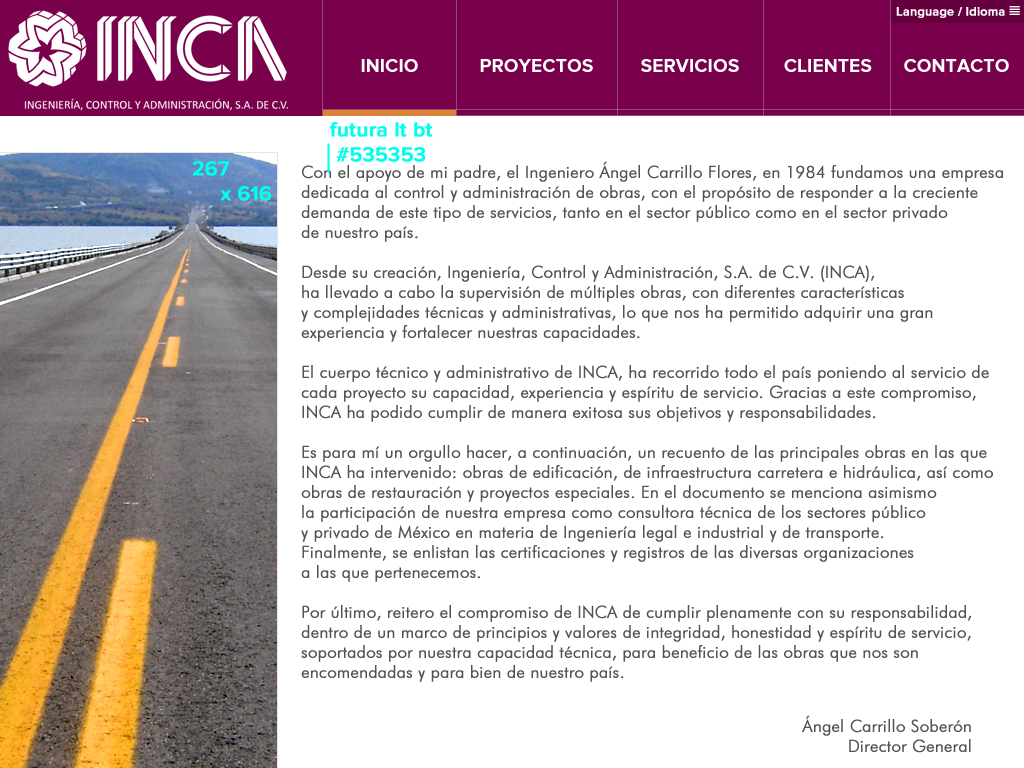 Language / Idioma
INCA
INGENIERÍA, CONTROL Y ADMINISTRACIÓN, S.A. DE C.V.
INICIO
PROYECTOS
SERVICIOS
CLIENTES
CONTACTO
futura lt bt
#535353
267
x 616
Con el apoyo de mi padre, el Ingeniero Ángel Carrillo Flores, en 1984 fundamos una empresa
dedicada al control y administración de obras, con el propósito de responder a la creciente
demanda de este tipo de servicios, tanto en el sector público como en el sector privado
de nuestro país.
Desde su creación, Ingeniería, Control y Administración, S.A. de C.V. (INCA),
ha llevado a cabo la supervisión de múltiples obras, con diferentes características
y complejidades técnicas y administrativas, lo que nos ha permitido adquirir una gran
experiencia y fortalecer nuestras capacidades.
El cuerpo técnico y administrativo de INCA, ha recorrido todo el país poniendo al servicio de
cada proyecto su capacidad, experiencia y espíritu de servicio. Gracias a este compromiso,
INCA ha podido cumplir de manera exitosa sus objetivos y responsabilidades.
Es para mí un orgullo hacer, a continuación, un recuento de las principales obras en las que
INCA ha intervenido: obras de edificación, de infraestructura carretera e hidráulica, así como
obras de restauración y proyectos especiales. En el documento se menciona asimismo
la participación de nuestra empresa como consultora técnica de los sectores público
y privado de México en materia de Ingeniería legal e industrial y de transporte.
Finalmente, se enlistan las certificaciones y registros de las diversas organizaciones
a las que pertenecemos.
Por último, reitero el compromiso de INCA de cumplir plenamente con su responsabilidad,
dentro de un marco de principios y valores de integridad, honestidad y espíritu de servicio,
soportados por nuestra capacidad técnica, para beneficio de las obras que nos son
encomendadas y para bien de nuestro país.
Ángel Carrillo Soberón
Director General